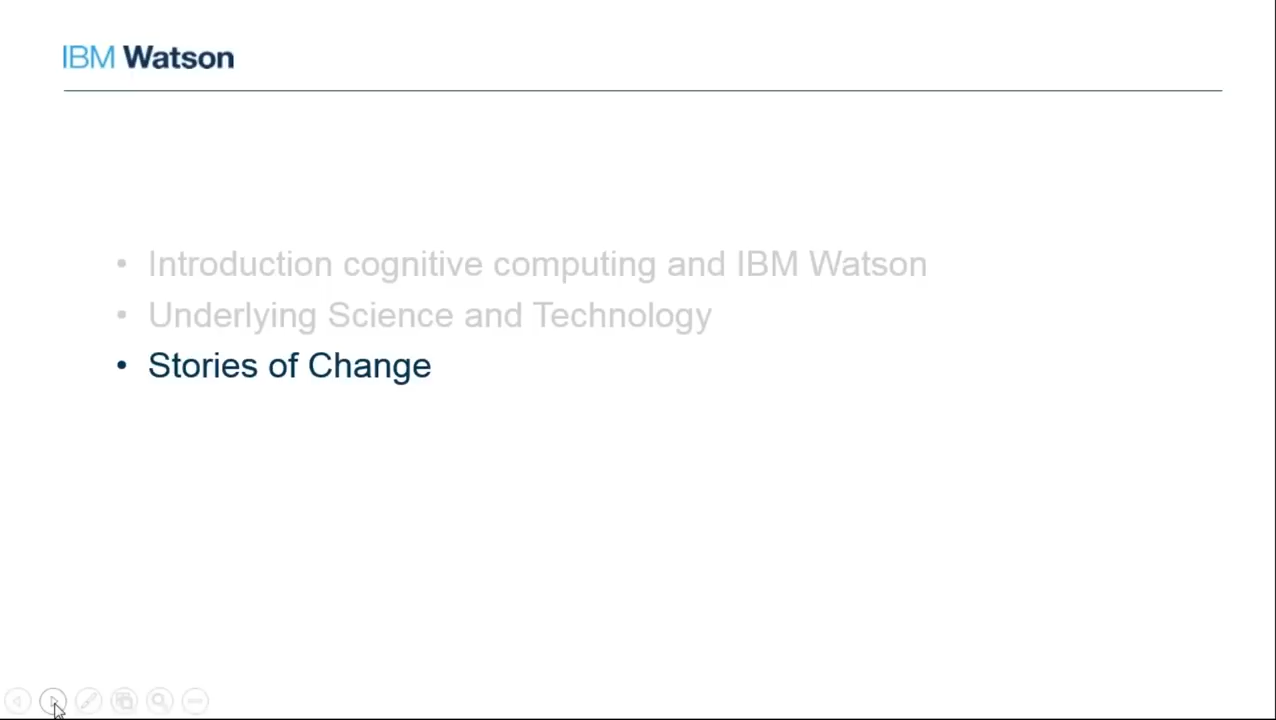 IBM Watson
• Introduction cognitive computing and IBM Watson
• Underlying Science and Technology
• Stories of Change